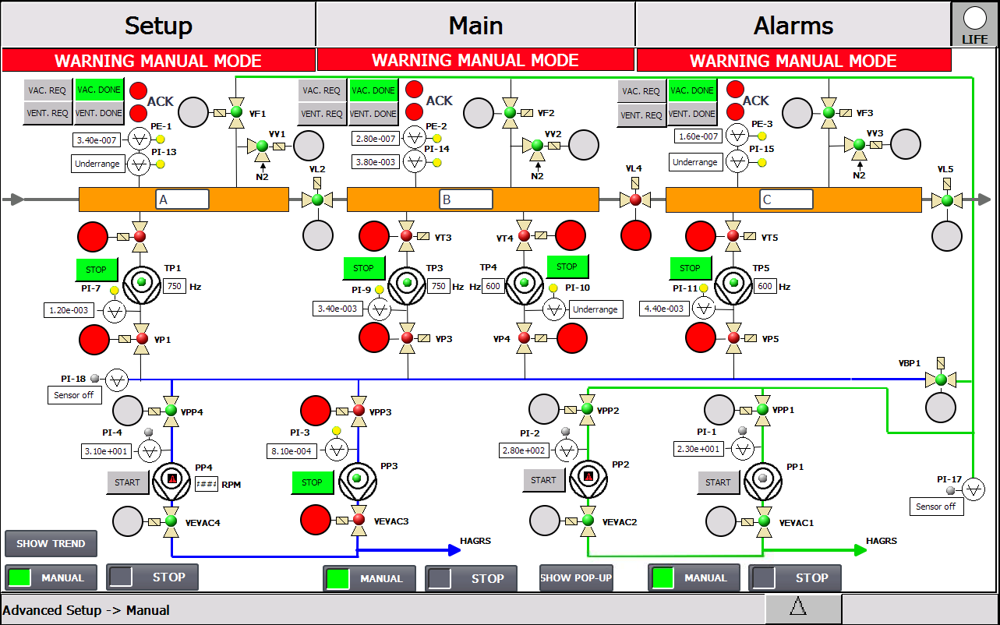 Setup Main Alarms
LIFE
WARNING MANUAL MODE WARNING MANUAL MODE WARNING MANUAL MODE
VAC. REQ VAC. DONE VAC. REQ VAC. DONE VAC. REQ VAC. DONE
ACK ACK ACK
VENT. REQ VENT. DONE VF1 VENT. REQ VENT. DONE VF2 VENT. REQ VENT. DONE VF3
PE-1 PE-2 PE-3
3.40e-007 VV1 2.80e-007 VV2 1.60e-007 VV3
PI-13 PI-14 PI-15
Underrange 3.80e-003 Underrange
N2 VL2 N2 VL4 N2 VL5
A B C
VT3 VT4 VT5
STOP STOP STOP STOP
TP1 TP3 TP4 TP5
PI-7 750 Hz PI-9 750 Hz Hz 600 PI-10 PI-11 600 Hz
1.20e-003 3.40e-003 Underrange 4.40e-003
VP1 VP3 VP4 VP5
VBP1
PI-18
Sensor off
VPP4 VPP3 VPP2 VPP1
PI-4 PI-3 PI-2 PI-1
3.10e+001 8.10e-004 2.80e+002 2.30e+001
PP4 PP3 PP2 PP1
START #### RPM STOP START START PI-17
Sensor off
VEVAC4 VEVAC3 VEVAC2 VEVAC1
SHOW TREND HAGRS HAGRS
MANUAL STOP MANUAL STOP SHOW POP-UP MANUAL STOP
Advanced Setup -> Manual